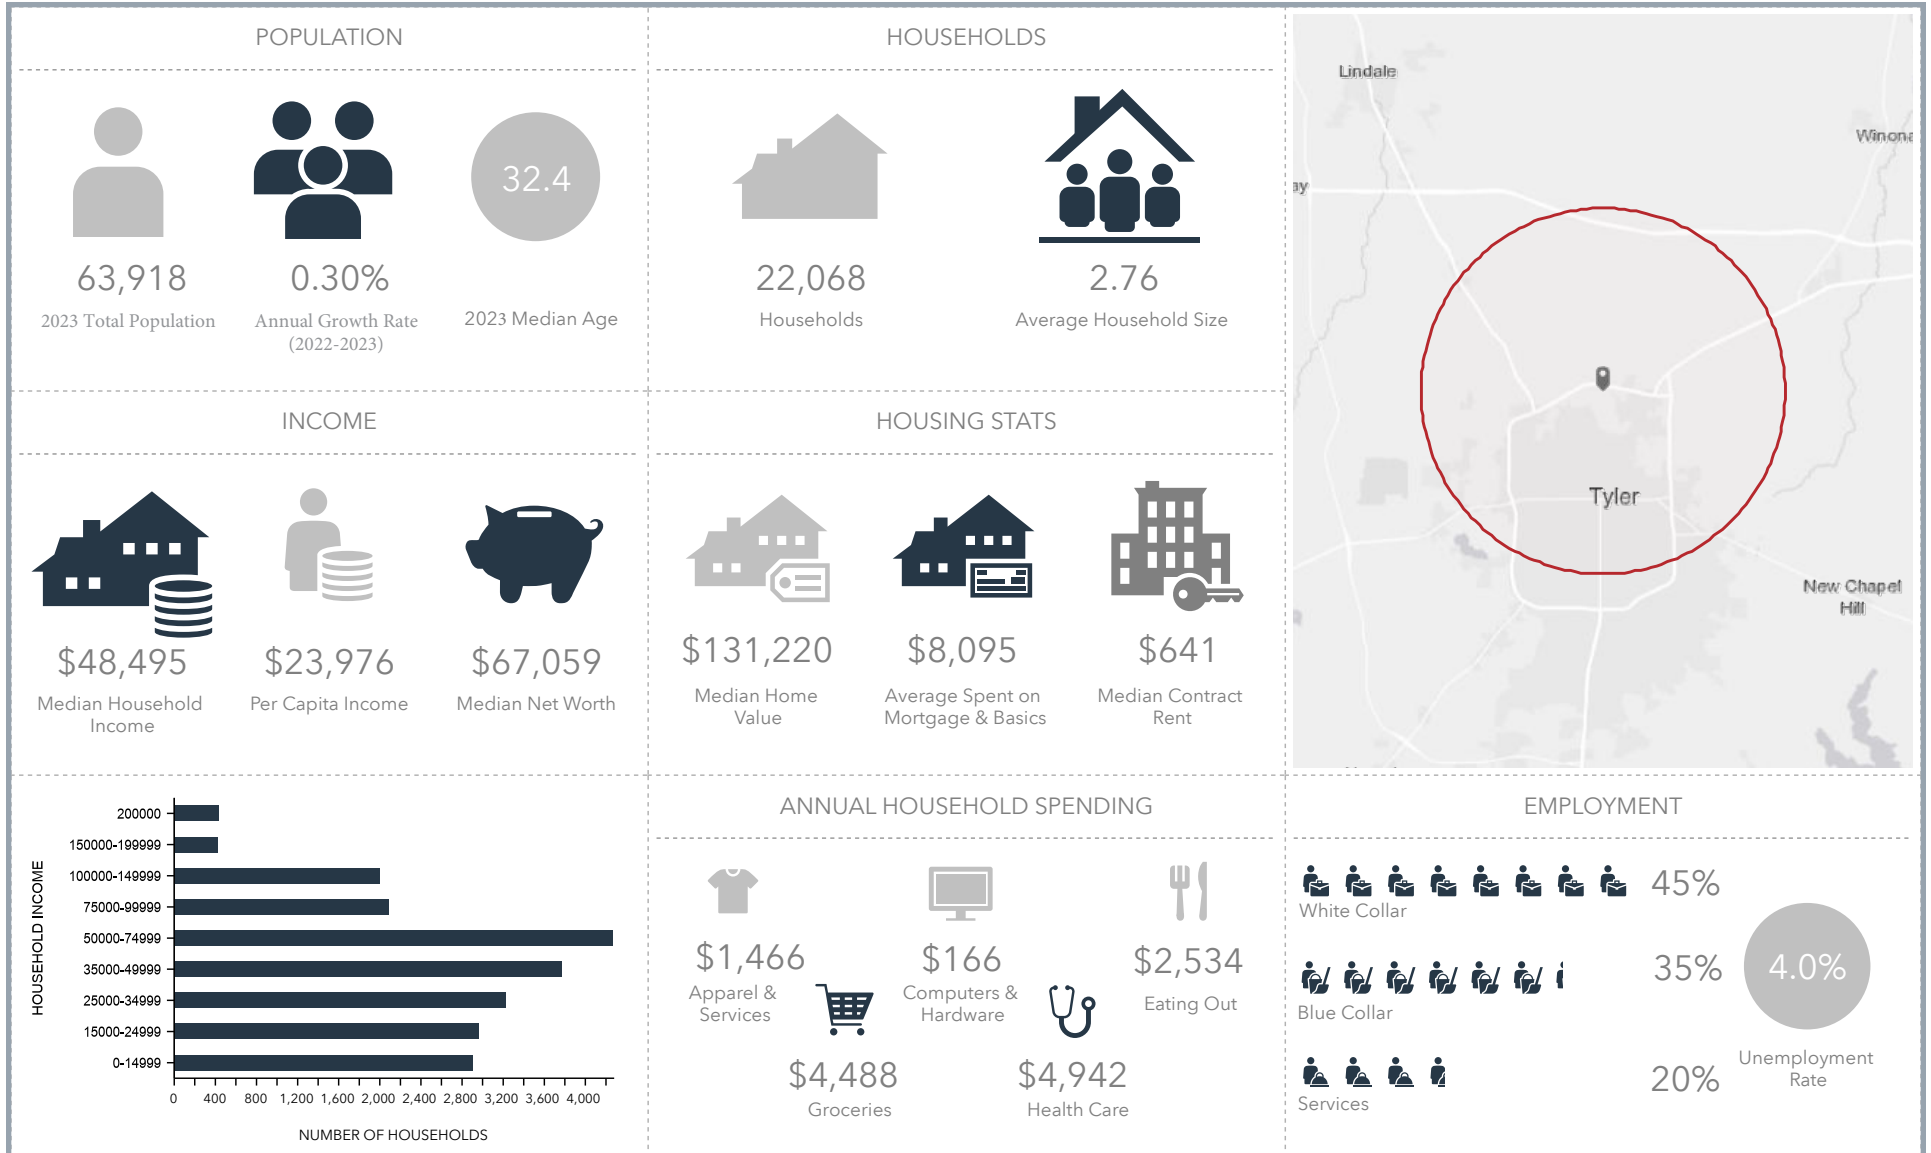 POPULATION
32.4
63,918
2023 Total Population
0.30%
Annual Growth Rate
(2022-2023)
2023 Median Age
HOUSEHOLDS
22,068
Households
2.76
Average Household Size
Lindale
Winona
ay
Tyler
New Chapel
Hill
INCOME
$48,495
Median Household
Income
$23,976
Per Capita Income
$67,059
Median Net Worth
HOUSING STATS
$131,220
Median Home
Value
$8,095
Average Spent on
Mortgage & Basics
$641
Median Contract
Rent
HOUSEHOLD INCOME
200000
150000-199999
100000-149999
75000-99999
50000-74999
35000-49999
25000-34999
15000-24999
0-14999
0 400 800 1,200 1,600 2,000 2,400 2,800 3,200 3,600 4,000
NUMBER OF HOUSEHOLDS
ANNUAL HOUSEHOLD SPENDING
$1,466
Apparel &
Services
$166
Computers &
Hardware
$2,534
Eating Out
$4,488
Groceries
$4,942
Health Care
EMPLOYMENT
45%
White Collar
35%
Blue Collar
20%
Services
4.0%
Unemployment
Rate